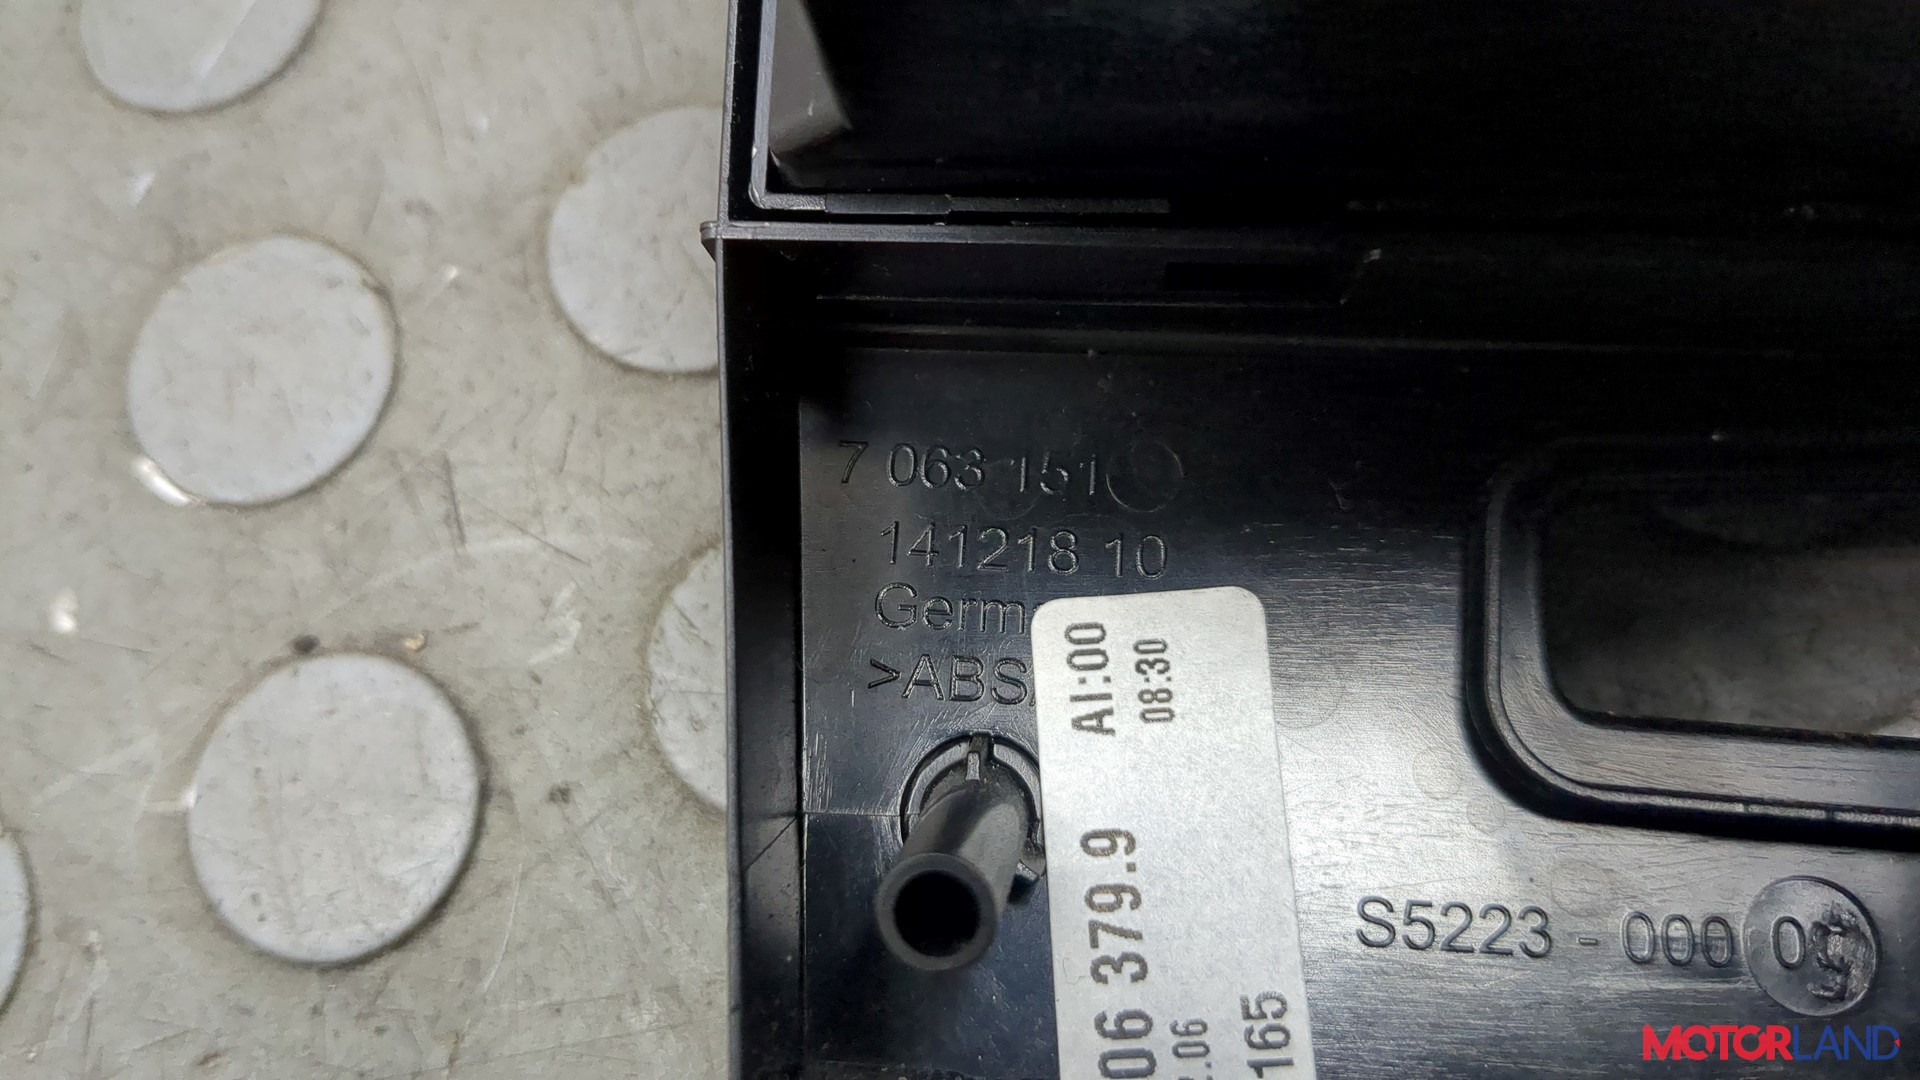 7 063 151
141218 10
Germa
>ABS
AI:00
08:30
06 379.9
.06
165
S5223 - 000 0
MOTORLAND